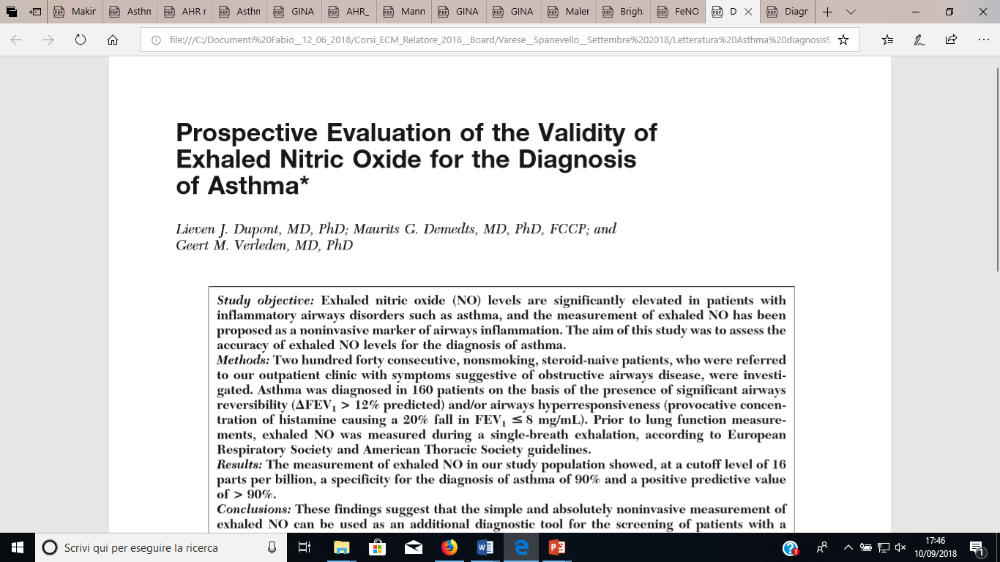 Makir
Asthn
AHR r
Asthn
GINA
AHR_
Mann
GINA
GINA
Maler
Brigh
FeNO
D
Diagr
file:///C:/Documenti%20Fabio__12_06_2018/Corsi_ECM_Relatore_2018__Board/Varese__Spanevello__Settembre%202018/Letteratura%20Asthma%20diagnosis%
Prospective Evaluation of the Validity of
Exhaled Nitric Oxide for the Diagnosis
of Asthma*
Lieven J. Dupont, MD, PhD; Maurits G. Demedts, MD, PhD, FCCP; and
Geert M. Verleden, MD, PhD
Study objective: Exhaled nitric oxide (NO) levels are significantly elevated in patients with
inflammatory airways disorders such as asthma, and the measurement of exhaled NO has been
proposed as a noninvasive marker of airways inflammation. The aim of this study was to assess the
accuracy of exhaled NO levels for the diagnosis of asthma.
Methods: Two hundred forty consecutive, nonsmoking, steroid-naive patients, who were referred
to our outpatient clinic with symptoms suggestive of obstructive airways disease, were investi-
gated. Asthma was diagnosed in 160 patients on the basis of the presence of significant airways
reversibility (ΔFEV₁ > 12% predicted) and/or airways hyperresponsiveness (provocative concen-
tration of histamine causing a 20% fall in FEV₁ ≤ 8 mg/mL). Prior to lung function measure-
ments, exhaled NO was measured during a single-breath exhalation, according to European
Respiratory Society and American Thoracic Society guidelines.
Results: The measurement of exhaled NO in our study population showed, at a cutoff level of 16
parts per billion, a specificity for the diagnosis of asthma of 90% and a positive predictive value
of > 90%.
Conclusions: These findings suggest that the simple and absolutely noninvasive measurement of
exhaled NO can be used as an additional diagnostic tool for the screening of patients with a
Scrivi qui per eseguire la ricerca
17:46
10/09/2018
1